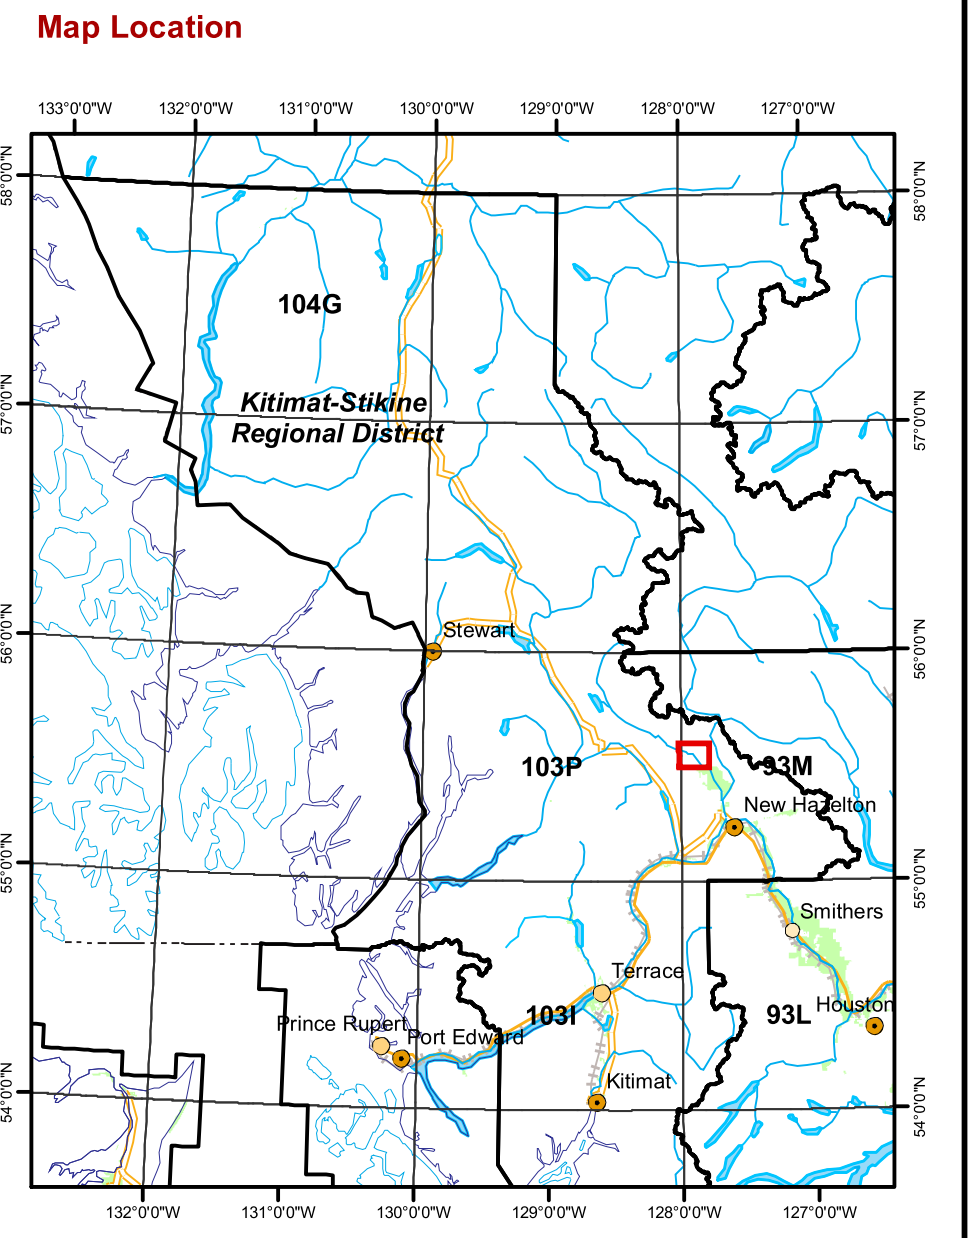 Map Location
133°0'0"W 132°0'0"W 131°0'0"W 130°0'0"W 129°0'0"W 128°0'0"W 127°0'0"W
58°0'0"N
58°0'0"N
104G
Kitimat-Stikine
Regional District
57°0'0"N
57°0'0"N
Stewart
56°0'0"N
56°0'0"N
103P
93M
New Hazelton
55°0'0"N
55°0'0"N
Smithers
Terrace
Houston
103I
93L
Prince Rupert
Port Edward
Kitimat
54°0'0"N
54°0'0"N
132°0'0"W 131°0'0"W 130°0'0"W 129°0'0"W 128°0'0"W 127°0'0"W